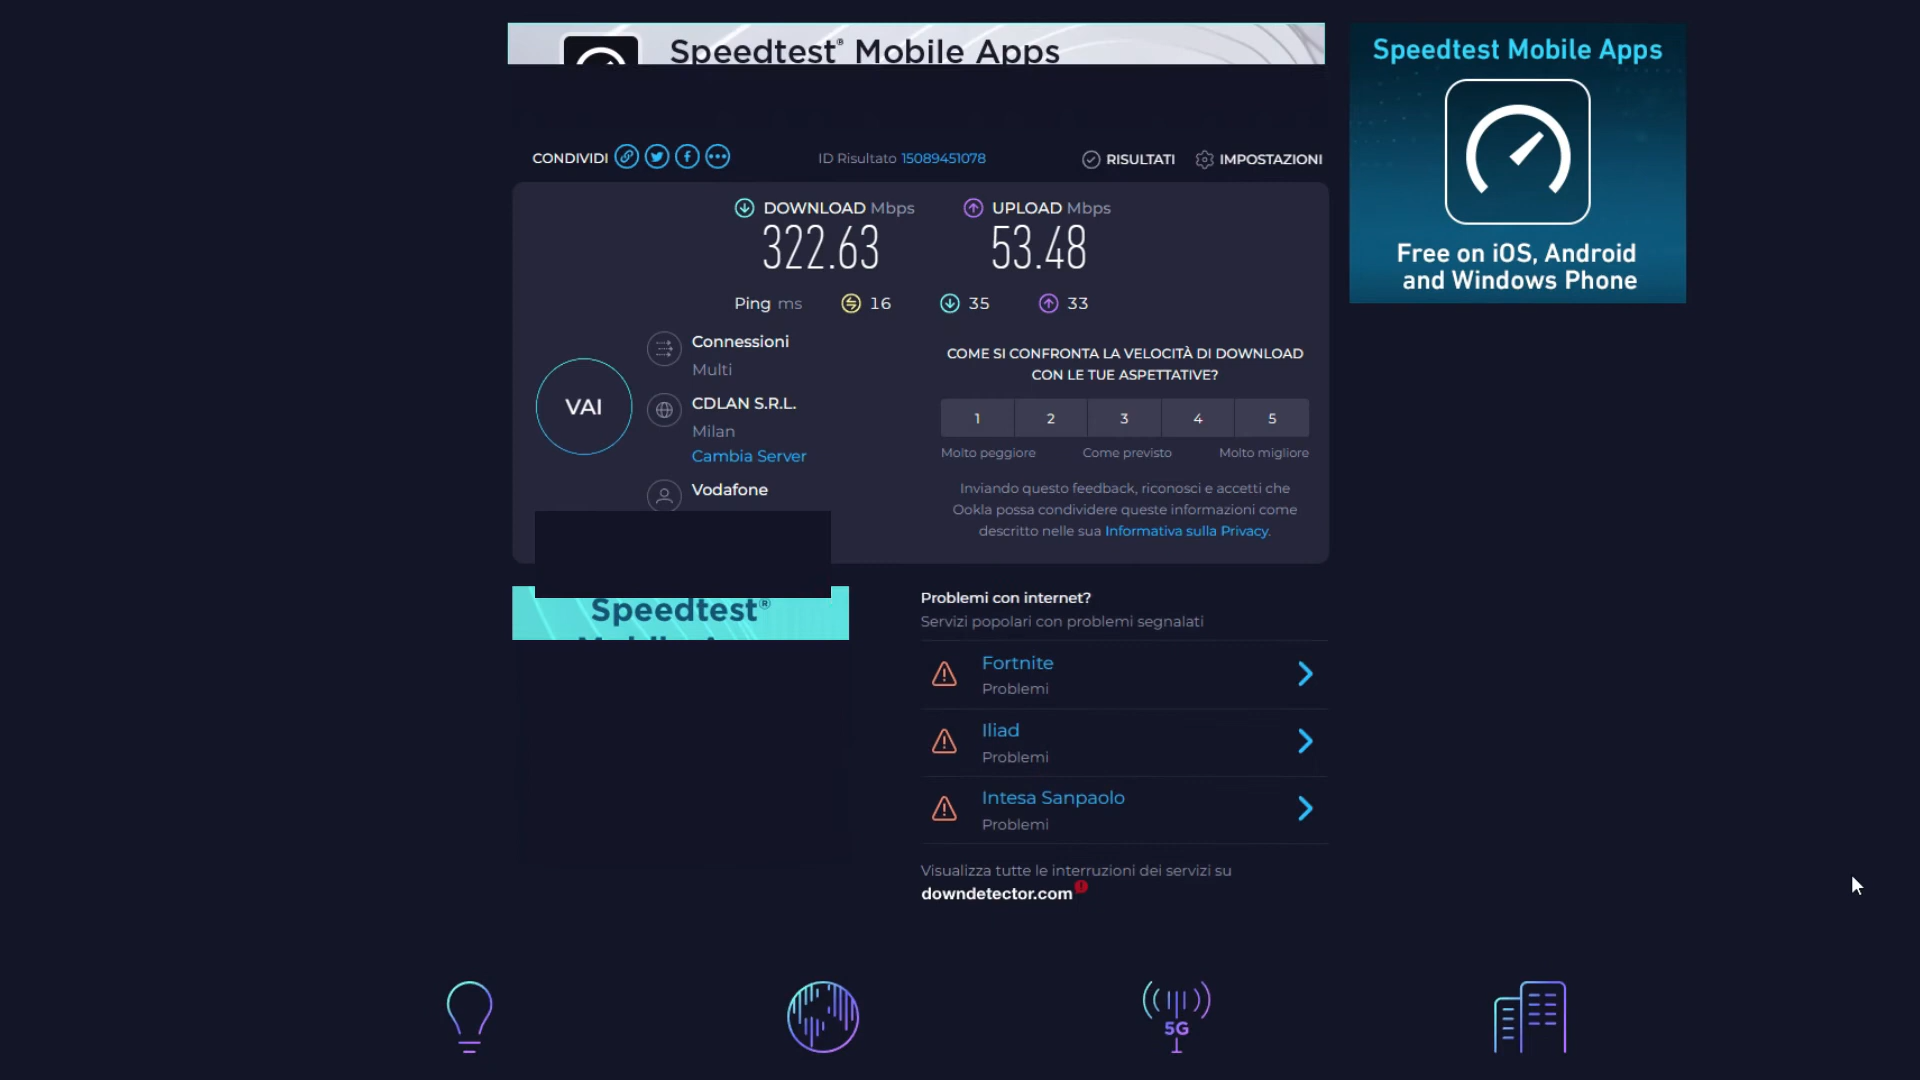 Speedtest® Mobile Apps
Speedtest Mobile Apps
Free on iOS, Android
and Windows Phone
CONDIVIDI
ID Risultato 15089451078
RISULTATI
IMPOSTAZIONI
DOWNLOAD Mbps
322.63
UPLOAD Mbps
53.48
Ping ms
16
35
33
VAI
Connessioni
Multi
CDLAN S.R.L.
Milan
Cambia Server
Vodafone
COME SI CONFRONTA LA VELOCITÀ DI DOWNLOAD
CON LE TUE ASPETTATIVE?
1 2 3 4 5
Molto peggiore Come previsto Molto migliore
Inviando questo feedback, riconosci e accetti che
Ookla possa condividere queste informazioni come
descritto nelle sua Informativa sulla Privacy.
Speedtest®
Problemi con internet?
Servizi popolari con problemi segnalati
Fortnite
Problemi
Iliad
Problemi
Intesa Sanpaolo
Problemi
Visualizza tutte le interruzioni dei servizi su
downdetector.com
5G